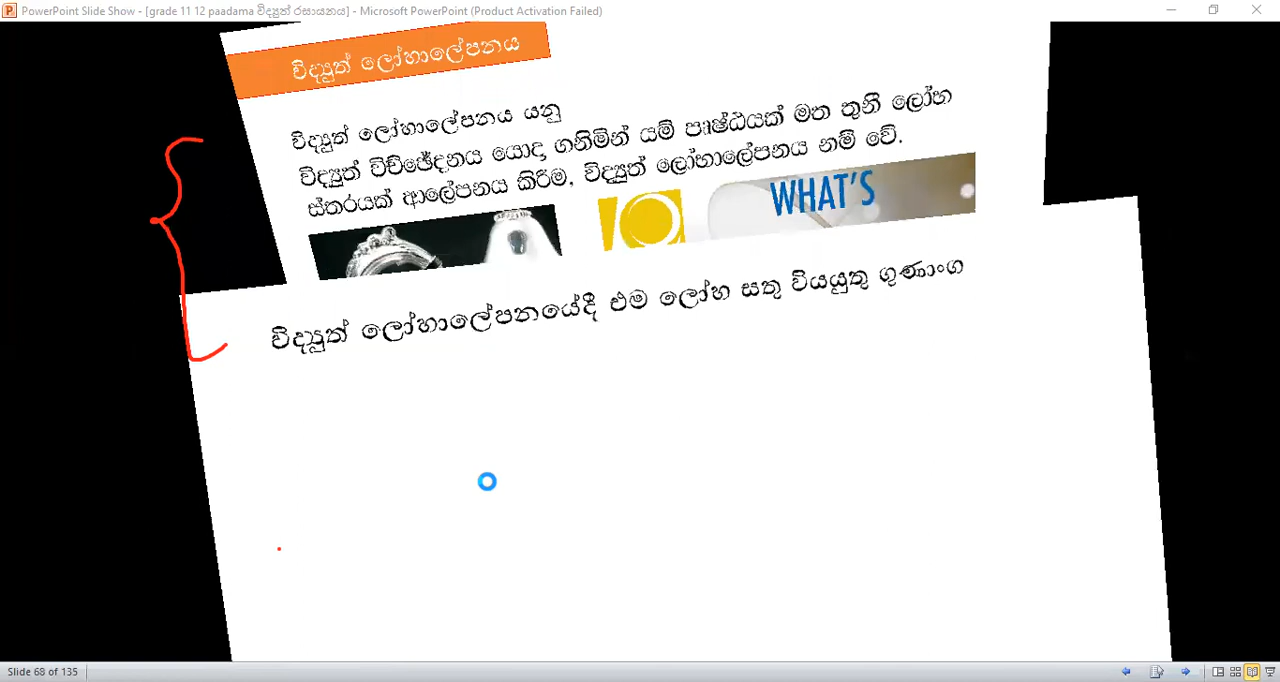 PowerPoint Slide Show - [grade 11 12 paadama විද්‍යුත් රසායනය] - Microsoft PowerPoint (Product Activation Failed)
විද්‍යුත් ලෝහාලේපනය
විද්‍යුත් ලෝහාලේපනය යනු
විද්‍යුත් විච්ඡේදනය යොදා ගනිමින් යම් පෘෂ්ඨයක් මත තුනී ලෝහ
ස්තරයක් ආලේපනය කිරීම, විද්‍යුත් ලෝහාලේපනය නම් වේ.
WHAT'S
විද්‍යුත් ලෝහාලේපනයේදී එම ලෝහ සතු වියයුතු ගුණාංග
Slide 68 of 135